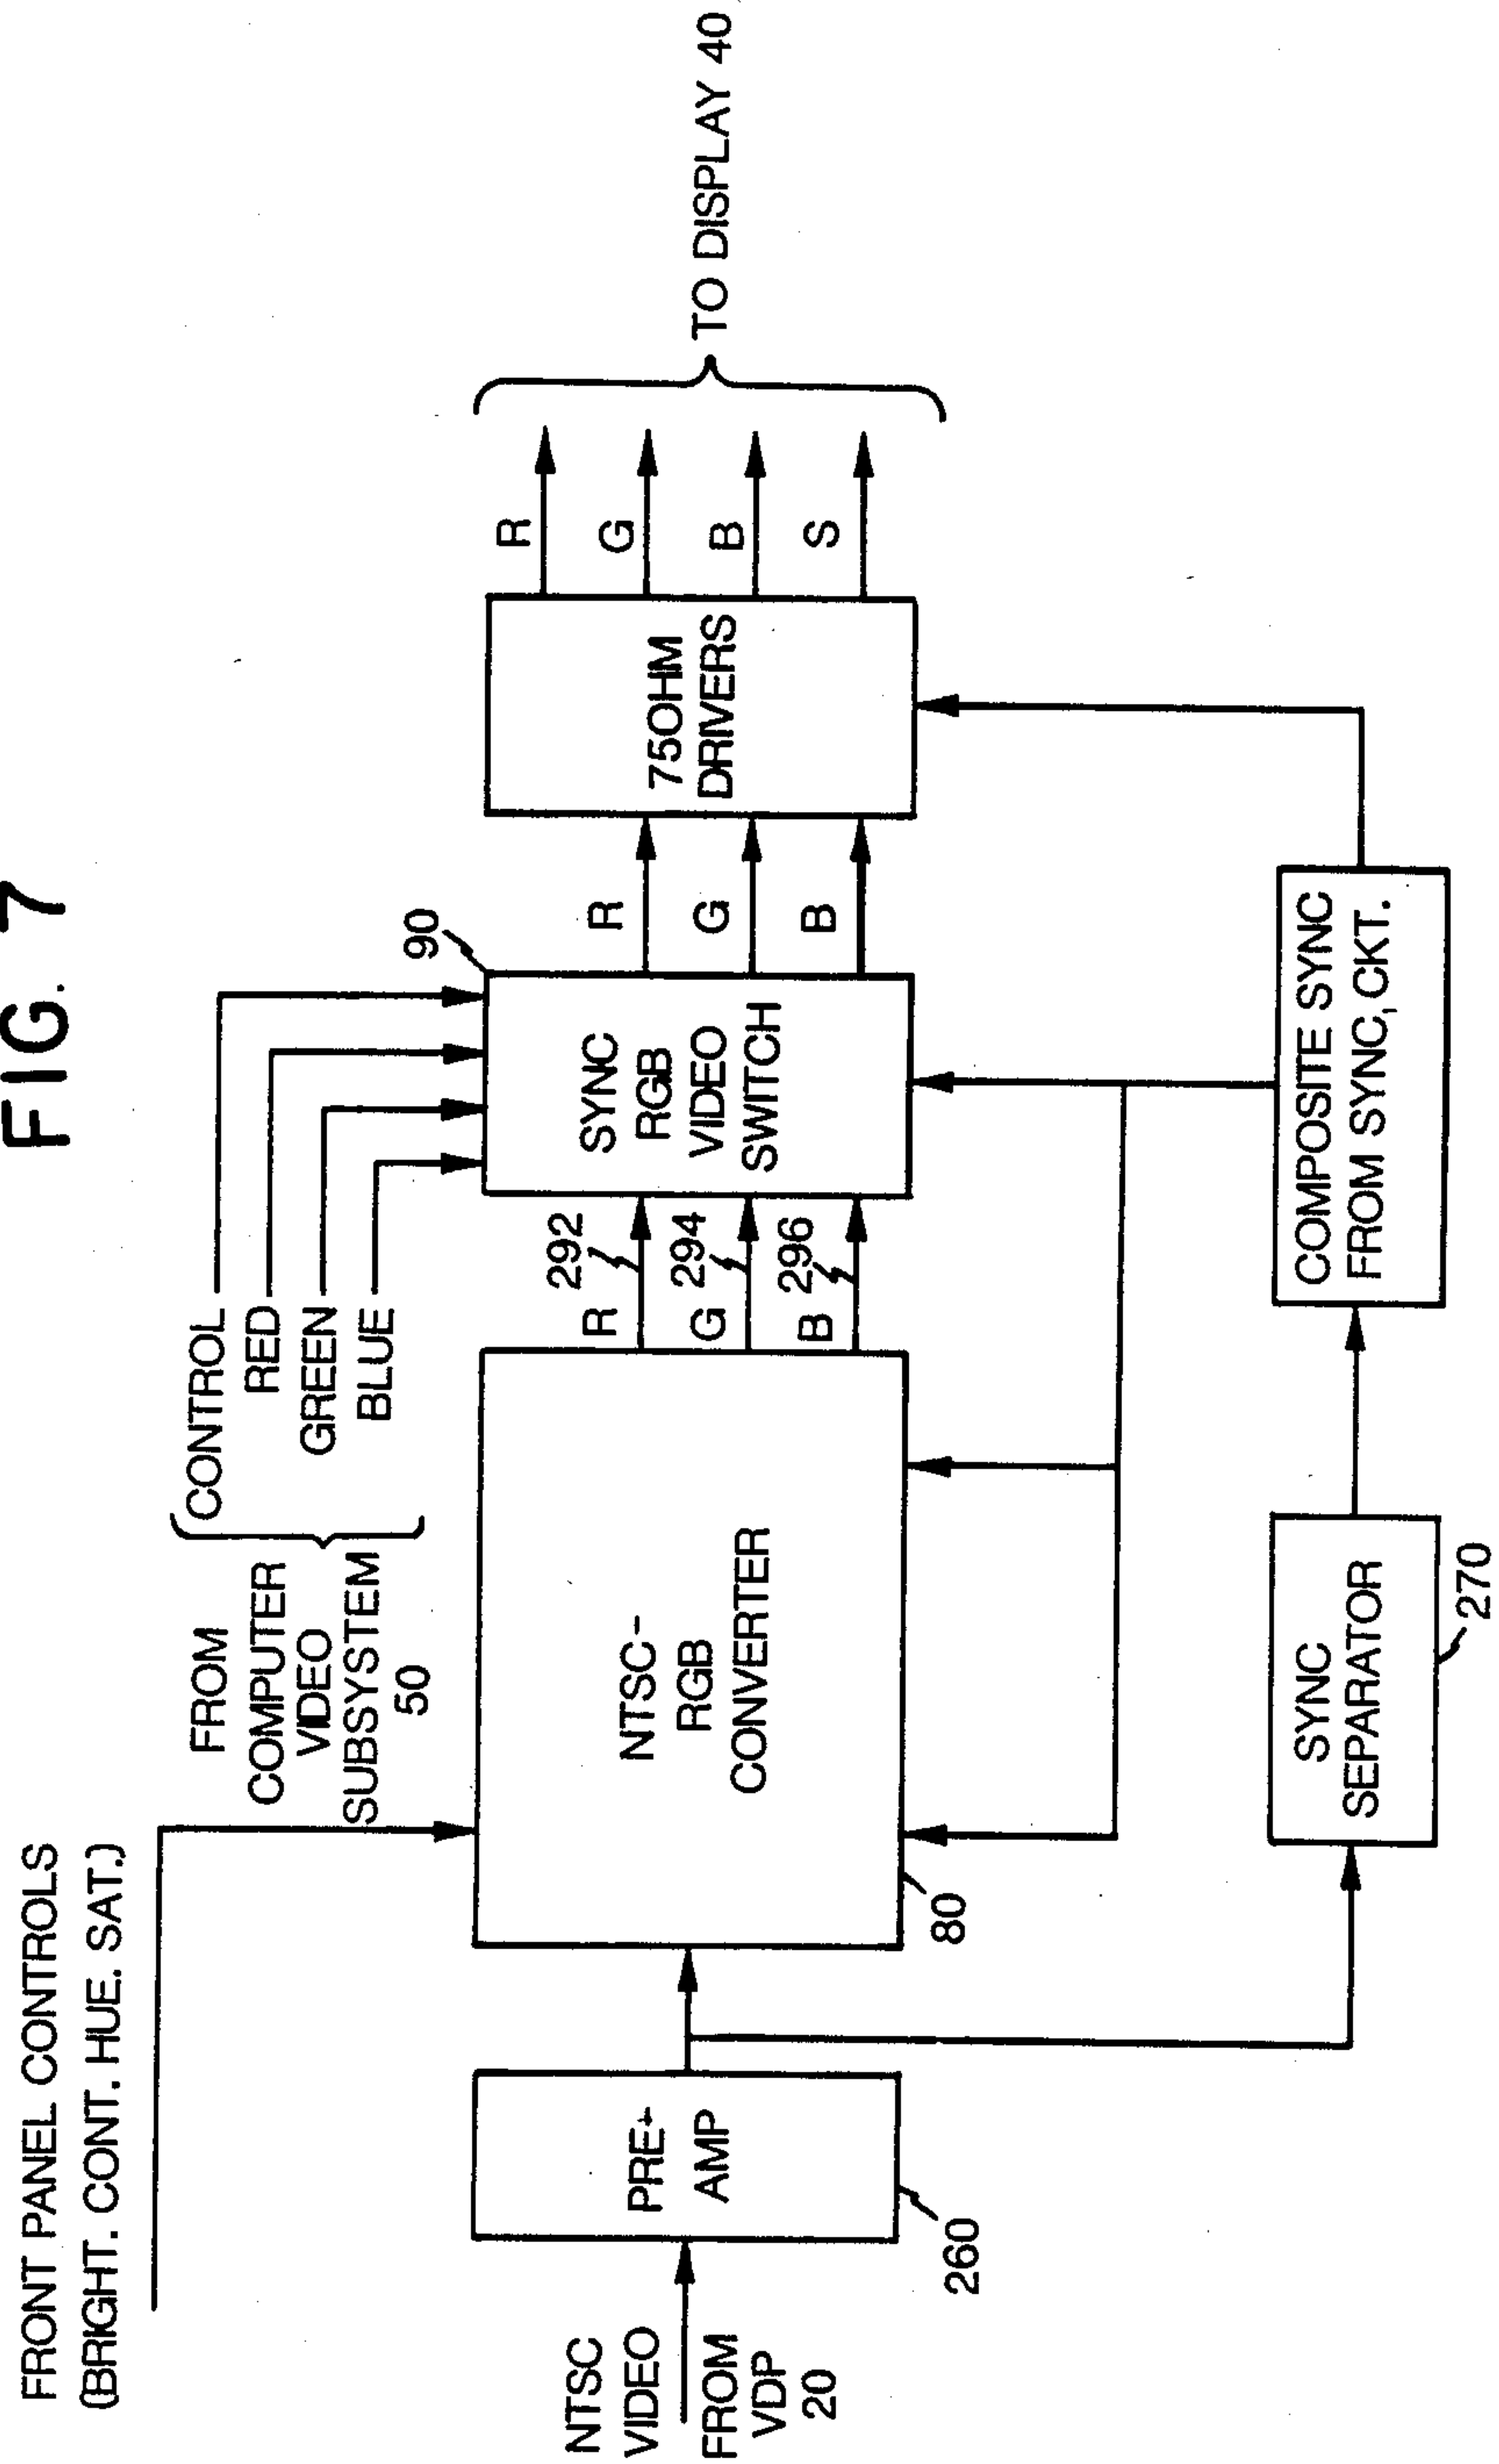 FIG. 7
FRONT PANEL CONTROLS
(BRIGHT. CONT. HUE. SAT.)
FROM
COMPUTER
VIDEO
SUBSYSTEM
50
CONTROL
RED
GREEN
BLUE
90
NTSC
VIDEO
FROM
VDP
20
PRE-
AMP
260
NTSC-
RGB
CONVERTER
80
R
292
G
294
B
296
SYNC
RGB
VIDEO
SWITCH
R
G
B
75OHM
DRIVERS
R
G
B
S
TO DISPLAY 40
SYNC
SEPARATOR
270
COMPOSITE SYNC
FROM SYNC, CKT.